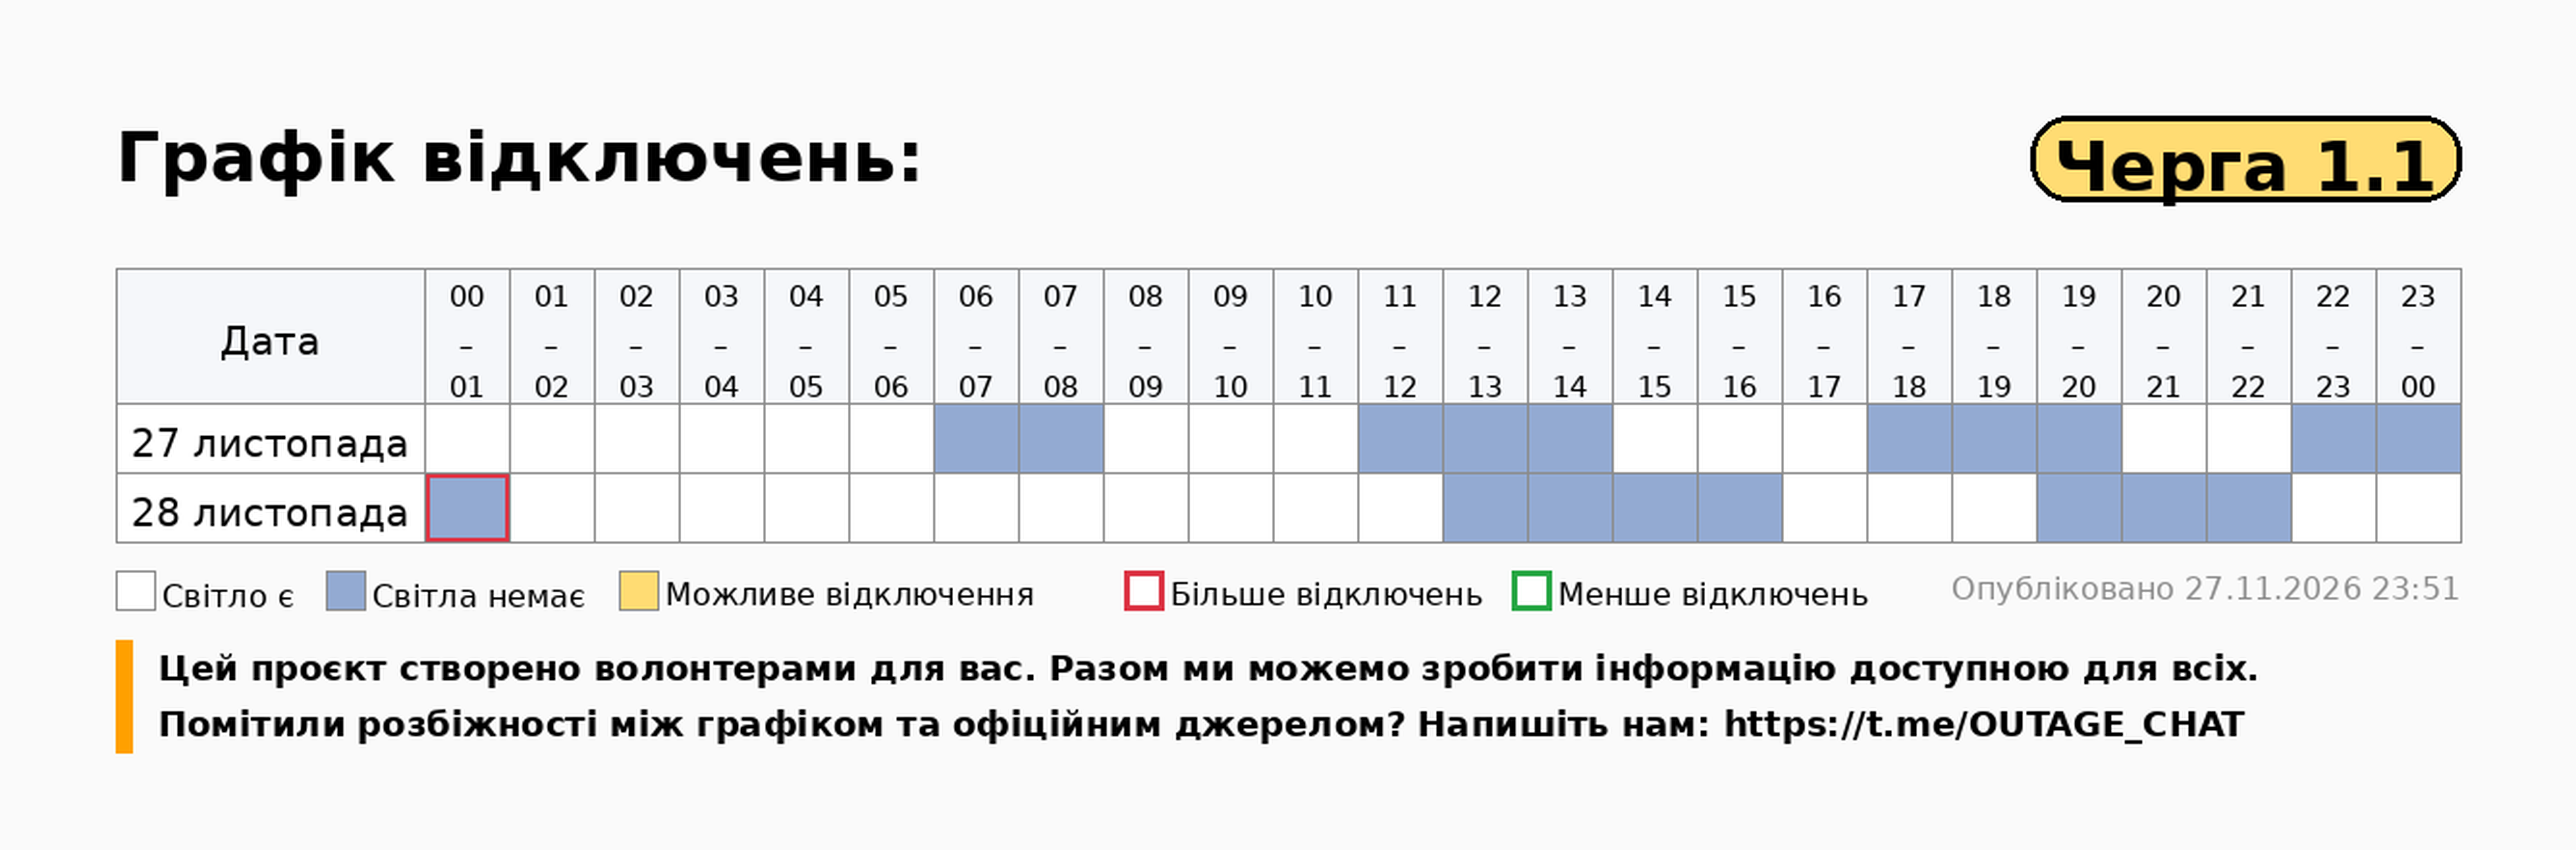 Графік відключень:
Черга 1.1
Дата
00 – 01
01 – 02
02 – 03
03 – 04
04 – 05
05 – 06
06 – 07
07 – 08
08 – 09
09 – 10
10 – 11
11 – 12
12 – 13
13 – 14
14 – 15
15 – 16
16 – 17
17 – 18
18 – 19
19 – 20
20 – 21
21 – 22
22 – 23
23 – 00
27 листопада
28 листопада
Світло є
Світла немає
Можливе відключення
Більше відключень
Менше відключень
Опубліковано 27.11.2026 23:51
Цей проєкт створено волонтерами для вас. Разом ми можемо зробити інформацію доступною для всіх.
Помітили розбіжності між графіком та офіційним джерелом? Напишіть нам: https://t.me/OUTAGE_CHAT